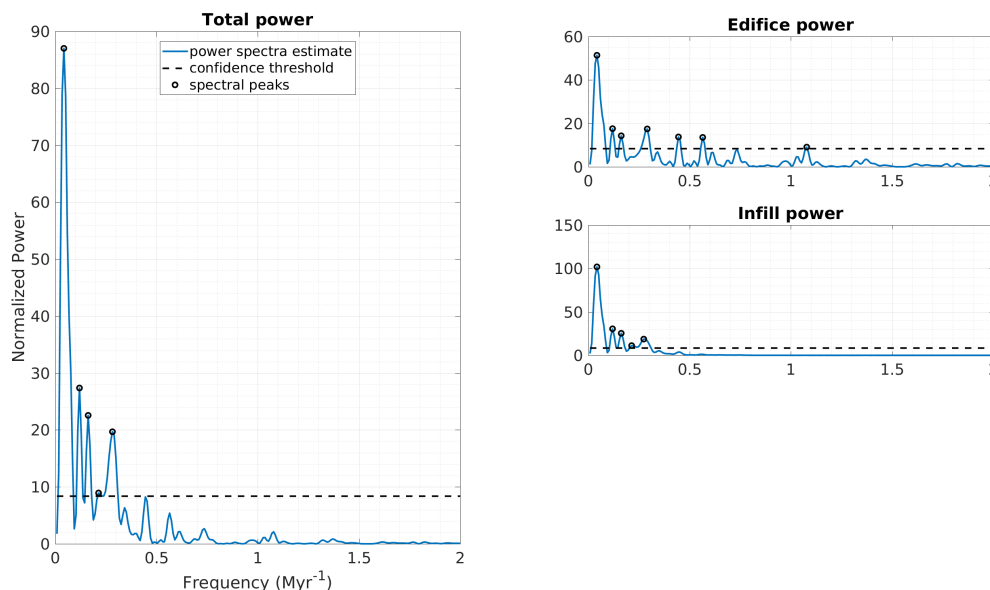 Total power
90
80
70
60
50
40
30
20
10
0
Normalized Power
power spectra estimate
confidence threshold
spectral peaks
0 0.5 1 1.5 2
Frequency (Myr-1)
Edifice power
60
40
20
0
0 0.5 1 1.5
Infill power
150
100
50
0
0 0.5 1 1.5